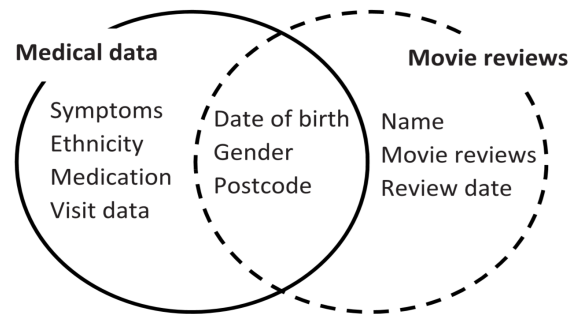 Medical data
Movie reviews
Symptoms
Ethnicity
Medication
Visit data
Date of birth
Gender
Postcode
Name
Movie reviews
Review date